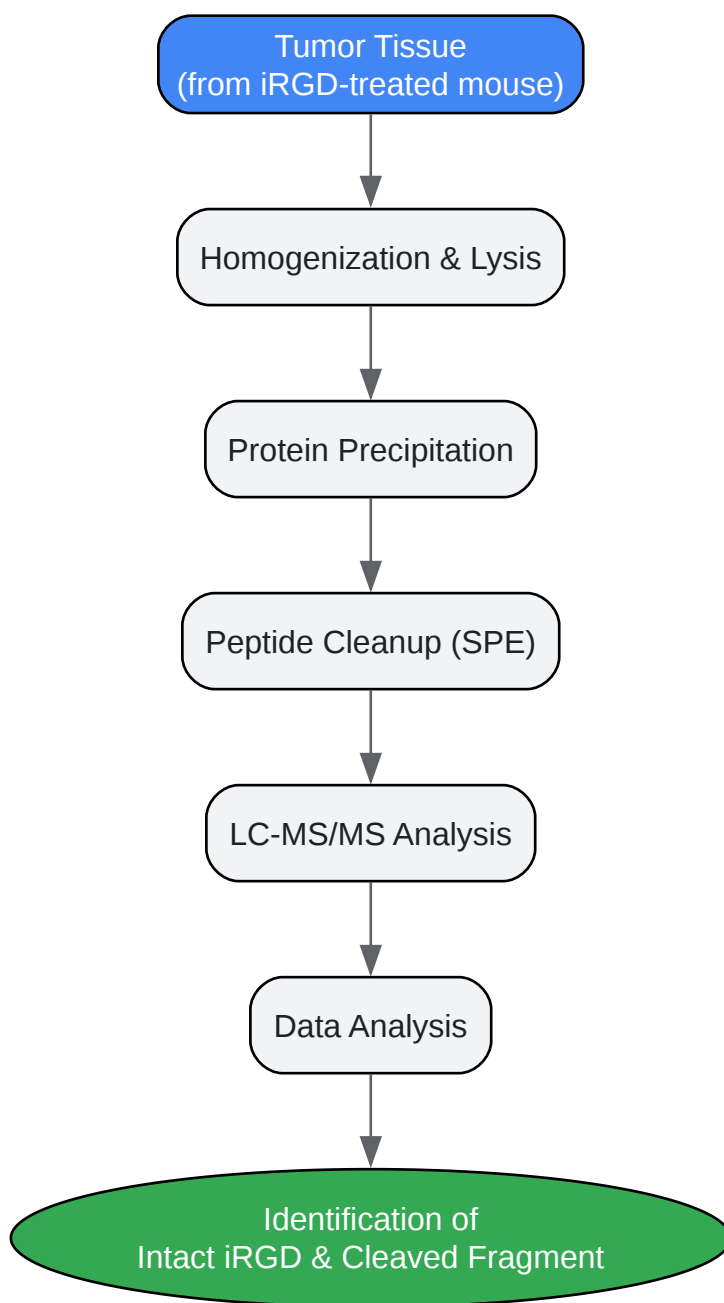 Tumor Tissue
(from iRGD-treated mouse)
Homogenization & Lysis
Protein Precipitation
Peptide Cleanup (SPE)
LC-MS/MS Analysis
Data Analysis
Identification of
Intact iRGD & Cleaved Fragment